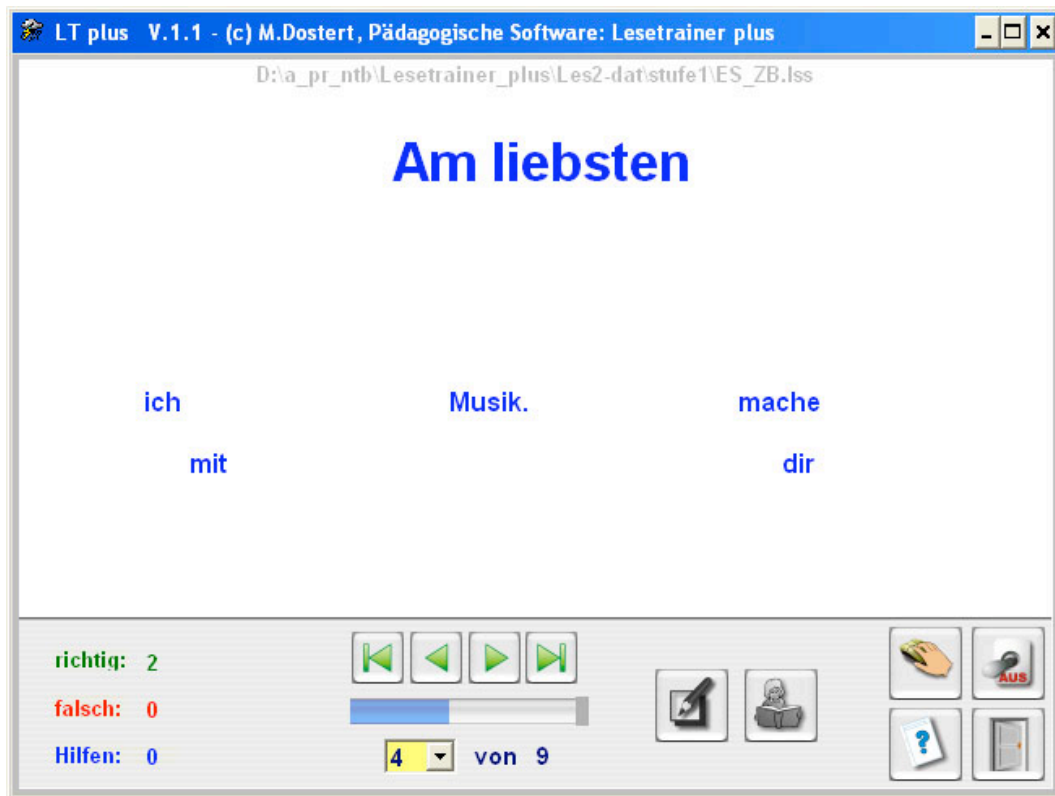 LT plus V.1.1 - (c) M.Dostert, Pädagogische Software: Lesetrainer plus
D:\a_pr_ntb\Lesetrainer_plus\Les2-dat\stufe1\ES_ZB.lss
Am liebsten
ich Musik. mache
mit dir
richtig: 2
falsch: 0
Hilfen: 0
4 von 9
AUS
?